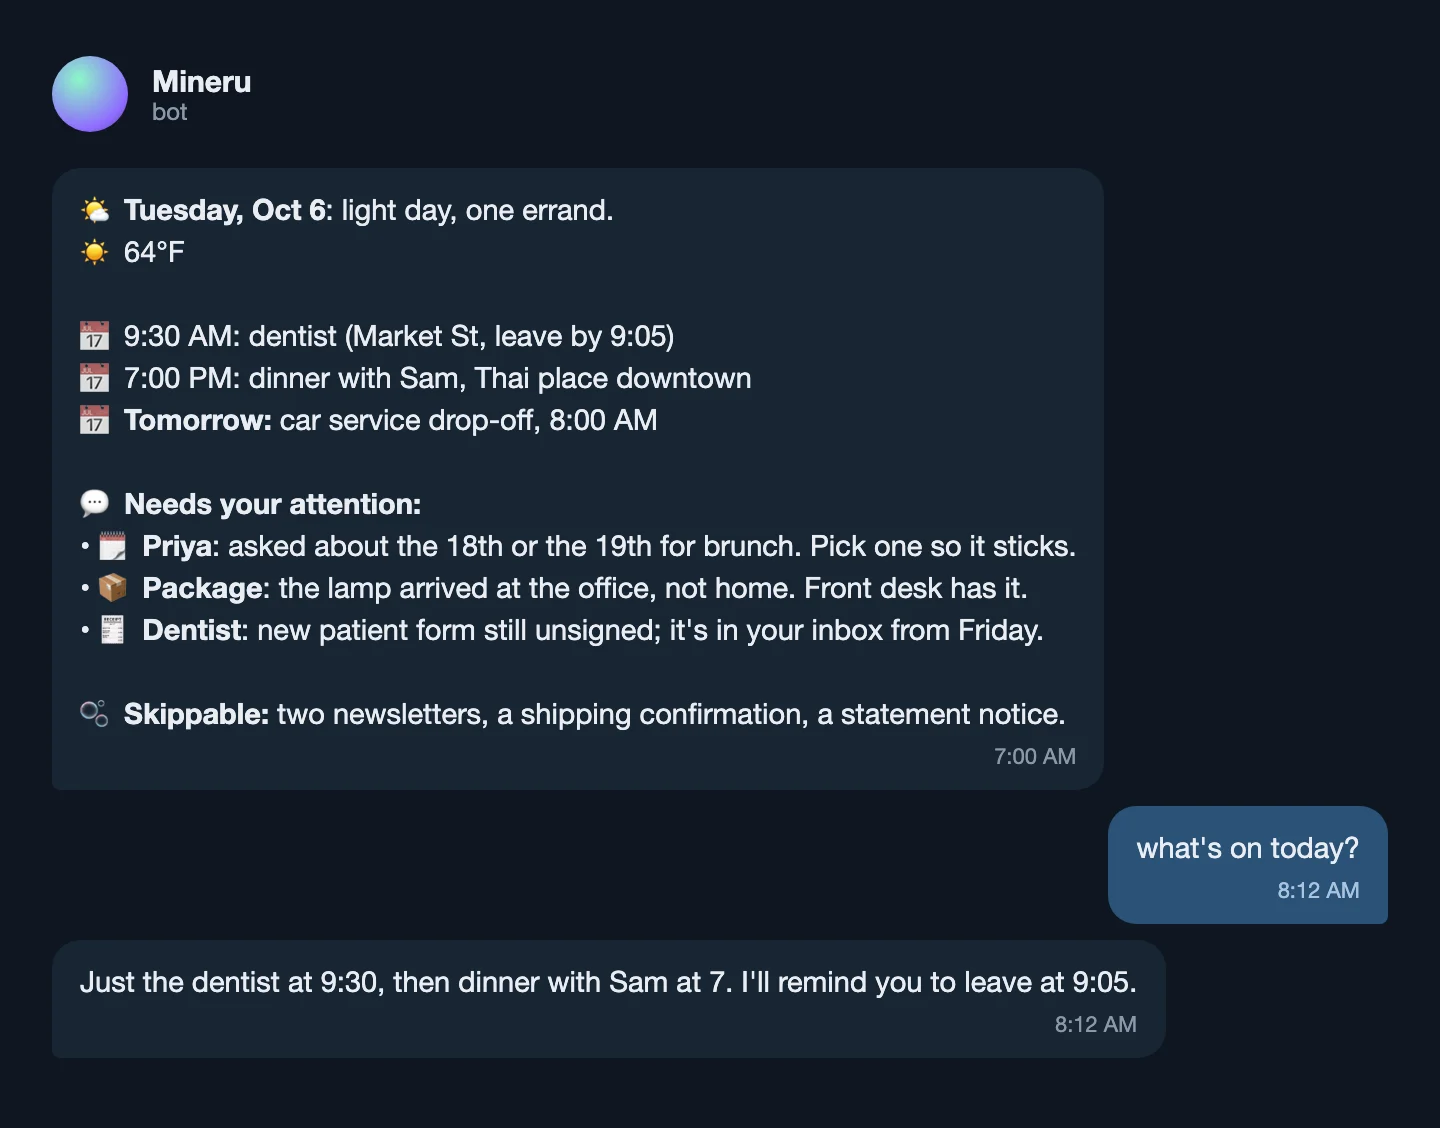 Mineru
bot
🌤️ Tuesday, Oct 6: light day, one errand.
☀️ 64°F
📅 9:30 AM: dentist (Market St, leave by 9:05)
📅 7:00 PM: dinner with Sam, Thai place downtown
📅 Tomorrow: car service drop-off, 8:00 AM
💬 Needs your attention:
• 🗓️ Priya: asked about the 18th or the 19th for brunch. Pick one so it sticks.
• 📦 Package: the lamp arrived at the office, not home. Front desk has it.
• 🧾 Dentist: new patient form still unsigned; it's in your inbox from Friday.
🫧 Skippable: two newsletters, a shipping confirmation, a statement notice.
7:00 AM
what's on today?
8:12 AM
Just the dentist at 9:30, then dinner with Sam at 7. I'll remind you to leave at 9:05.
8:12 AM